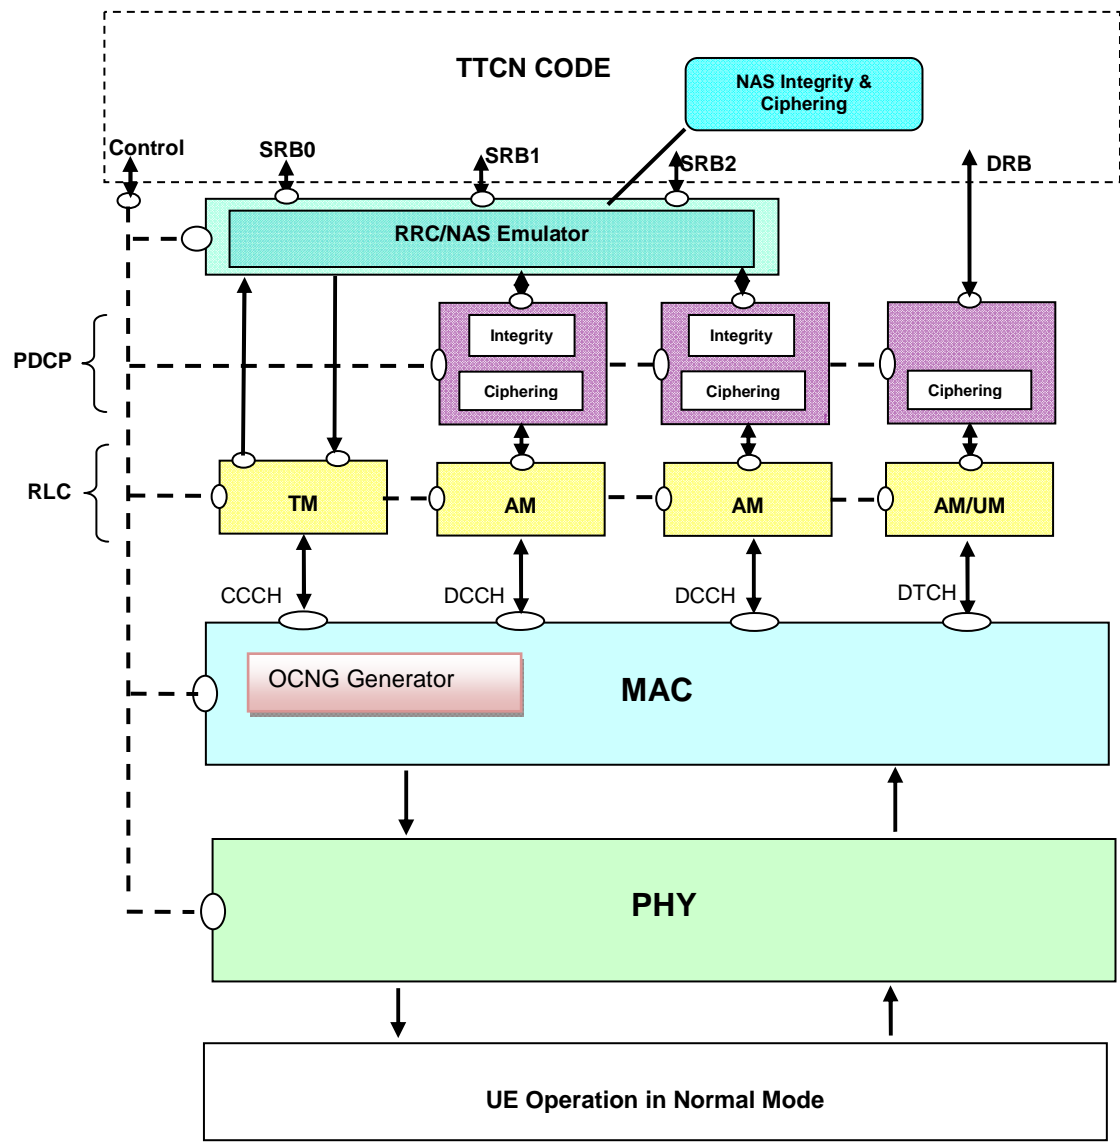 TTCN CODE
NAS Integrity &
Ciphering
Control
SRB0
SRB1
SRB2
DRB
RRC/NAS Emulator
PDCP
Integrity
Ciphering
Integrity
Ciphering
Ciphering
RLC
TM
AM
AM
AM/UM
CCCH
DCCH
DCCH
DTCH
OCNG Generator
MAC
PHY
UE Operation in Normal Mode